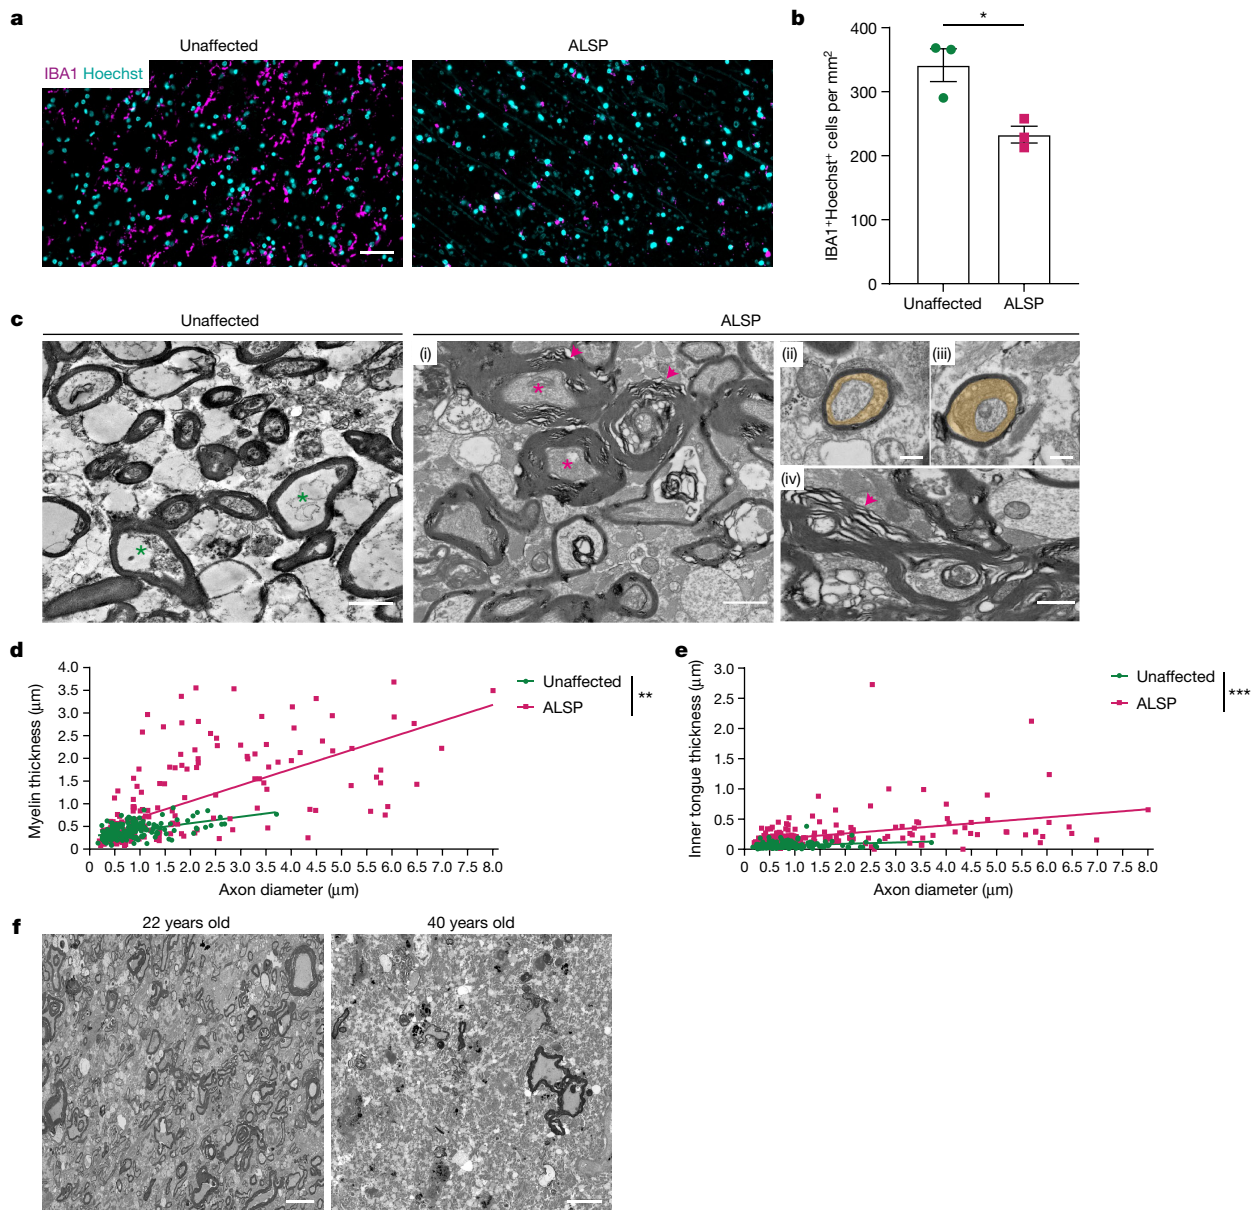 a
Unaffected
ALSP
IBA1 Hoechst
b
*
IBA1⁺Hoechst⁺ cells per mm²
400
300
200
100
0
Unaffected
ALSP
c
Unaffected
ALSP
(i)
(ii)
(iii)
(iv)
*
*
*
*
d
Myelin thickness (μm)
4.0
3.5
3.0
2.5
2.0
1.5
1.0
0.5
0
0 0.5 1.0 1.5 2.0 2.5 3.0 3.5 4.0 4.5 5.0 5.5 6.0 6.5 7.0 7.5 8.0
Axon diameter (μm)
Unaffected
ALSP
**
e
Inner tongue thickness (μm)
3.0
2.5
2.0
1.5
1.0
0.5
0
0 0.5 1.0 1.5 2.0 2.5 3.0 3.5 4.0 4.5 5.0 5.5 6.0 6.5 7.0 7.5 8.0
Axon diameter (μm)
Unaffected
ALSP
***
f
22 years old
40 years old